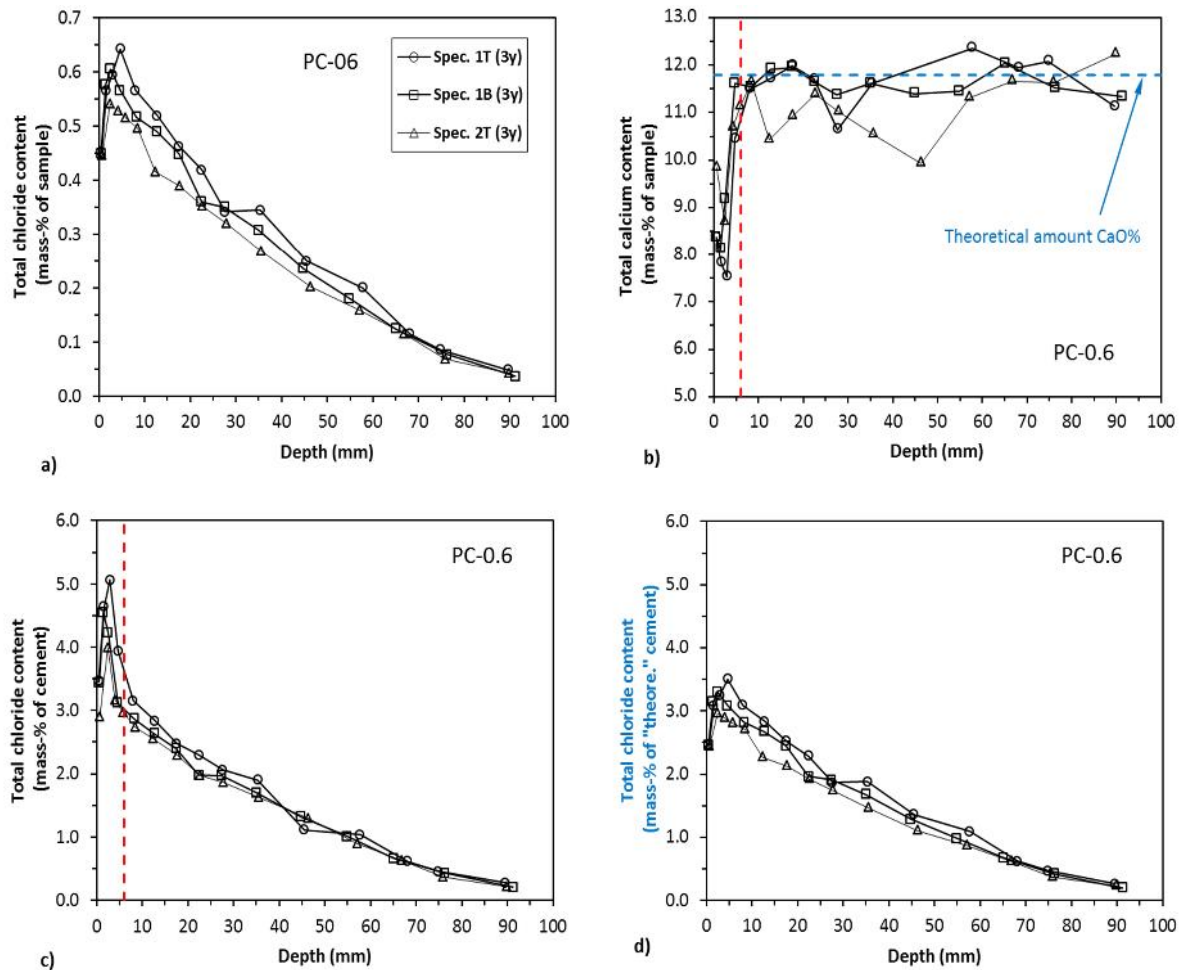 0.7
0.6
0.5
0.4
0.3
0.2
0.1
0.0
Total chloride content
(mass-% of sample)
PC-06
Spec. 1T (3y)
Spec. 1B (3y)
Spec. 2T (3y)
0 10 20 30 40 50 60 70 80 90 100
Depth (mm)
a)
13.0
12.0
11.0
10.0
9.0
8.0
7.0
6.0
5.0
Total calcium content
(mass-% of sample)
Theoretical amount CaO%
PC-0.6
0 10 20 30 40 50 60 70 80 90 100
Depth (mm)
b)
6.0
5.0
4.0
3.0
2.0
1.0
0.0
Total chloride content
(mass-% of cement)
PC-0.6
0 10 20 30 40 50 60 70 80 90 100
Depth (mm)
c)
6.0
5.0
4.0
3.0
2.0
1.0
0.0
Total chloride content
(mass-% of "theore." cement)
PC-0.6
0 10 20 30 40 50 60 70 80 90 100
Depth (mm)
d)